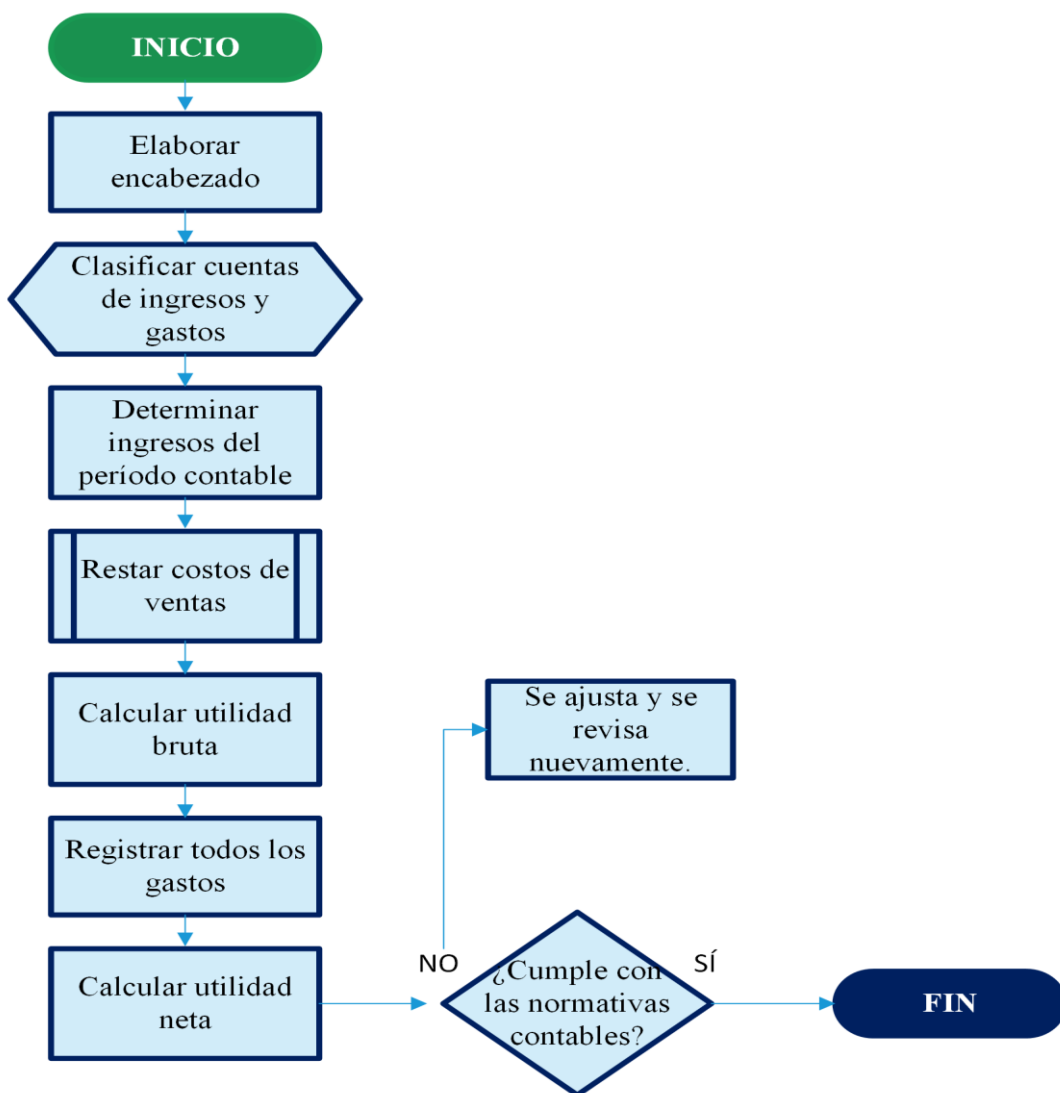 INICIO
Elaborar
encabezado
Clasificar cuentas
de ingresos y
gastos
Determinar
ingresos del
período contable
Restar costos de
ventas
Calcular utilidad
bruta
Se ajusta y se
revisa
nuevamente.
Registrar todos los
gastos
Calcular utilidad
neta
NO
¿Cumple con
las normativas
contables?
SÍ
FIN